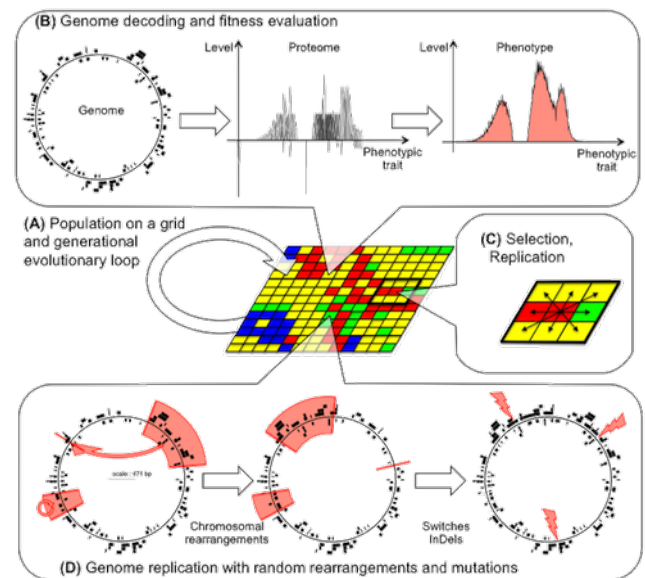 (B) Genome decoding and fitness evaluation
Level
Proteome
Level
Phenotype
Genome
Phenotypic
trait
Phenotypic
trait
(A) Population on a grid
and generational
evolutionary loop
(C) Selection,
Replication
scale: 471 bp
Chromosomal
rearrangements
Switches
InDels
(D) Genome replication with random rearrangements and mutations